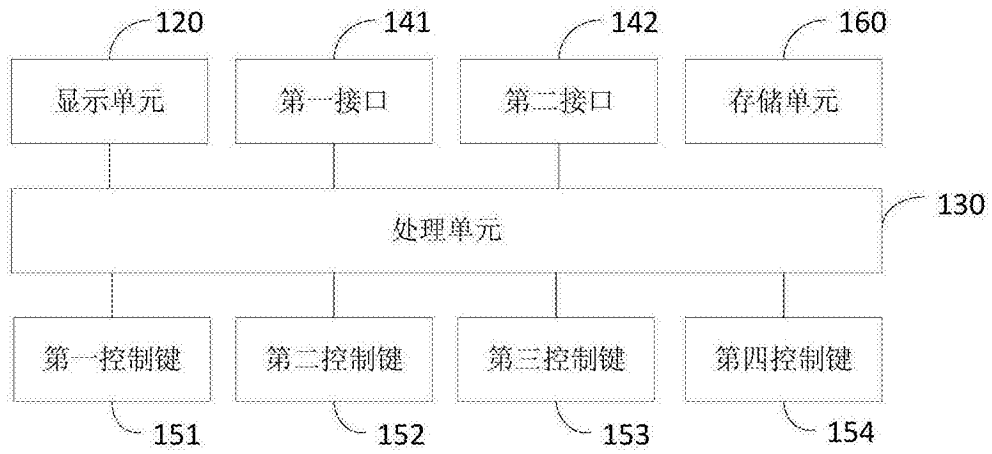 120 141 142 160
显示单元 第一接口 第二接口 存储单元
130
处理单元
第一控制键 第二控制键 第三控制键 第四控制键
151 152 153 154